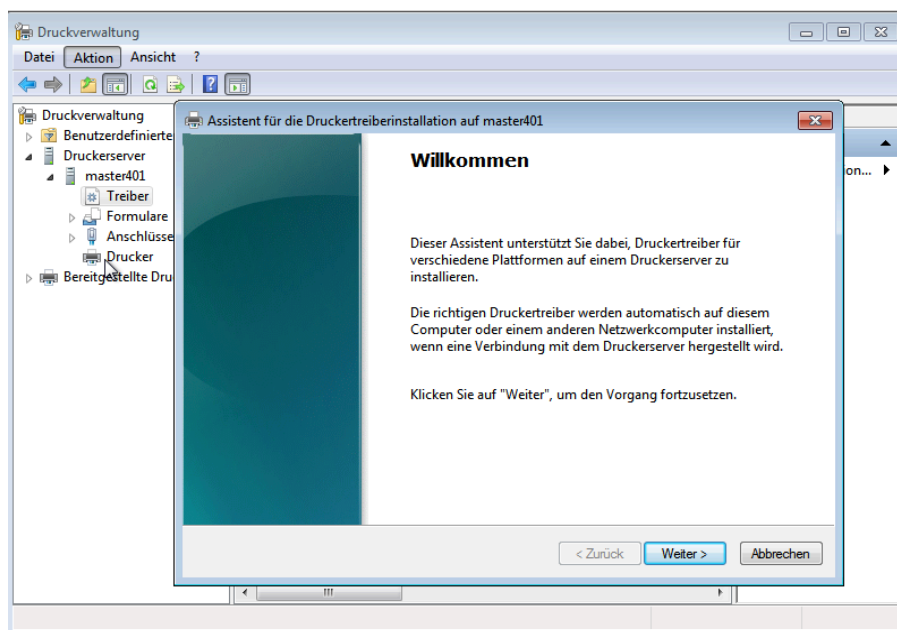 Druckverwaltung
Datei Aktion Ansicht ?
Druckverwaltung
Benutzerdefinierte
Druckerserver
master401
Treiber
Formulare
Anschlüsse
Drucker
Bereitgestellte Dru
Assistent für die Druckertreiberinstallation auf master401
Willkommen
Dieser Assistent unterstützt Sie dabei, Druckertreiber für
verschiedene Plattformen auf einem Druckerserver zu
installieren.
Die richtigen Druckertreiber werden automatisch auf diesem
Computer oder einem anderen Netzwerkcomputer installiert,
wenn eine Verbindung mit dem Druckerserver hergestellt wird.
Klicken Sie auf "Weiter", um den Vorgang fortzusetzen.
< Zurück Weiter > Abbrechen
on...